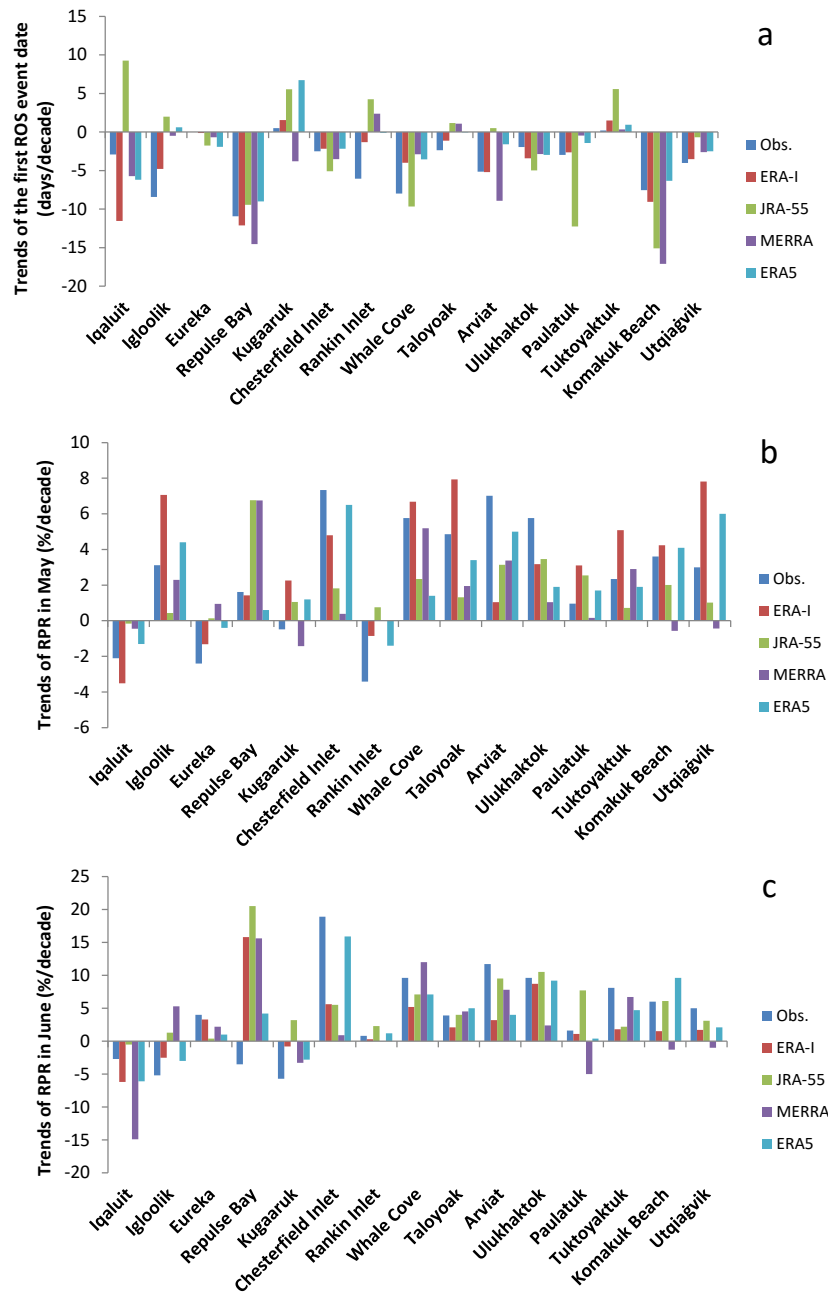 a
Trends of the first ROS event date
(days/decade)
15
10
5
0
-5
-10
-15
-20
Iqaluit
Igloolik
Eureka
Repulse Bay
Kugaaruk
Chesterfield Inlet
Rankin Inlet
Whale Cove
Taloyoak
Arviat
Ulukhaktok
Paulatuk
Tuktoyaktuk
Komakuk Beach
Utqiaġvik
Obs.
ERA-I
JRA-55
MERRA
ERA5
b
Trends of RPR in May (%/decade)
10
8
6
4
2
0
-2
-4
-6
Iqaluit
Igloolik
Eureka
Repulse Bay
Kugaaruk
Chesterfield Inlet
Rankin Inlet
Whale Cove
Taloyoak
Arviat
Ulukhaktok
Paulatuk
Tuktoyaktuk
Komakuk Beach
Utqiaġvik
Obs.
ERA-I
JRA-55
MERRA
ERA5
c
Trends of RPR in June (%/decade)
25
20
15
10
5
0
-5
-10
-15
-20
Iqaluit
Igloolik
Eureka
Repulse Bay
Kugaaruk
Chesterfield Inlet
Rankin Inlet
Whale Cove
Taloyoak
Arviat
Ulukhaktok
Paulatuk
Tuktoyaktuk
Komakuk Beach
Utqiaġvik
Obs.
ERA-I
JRA-55
MERRA
ERA5